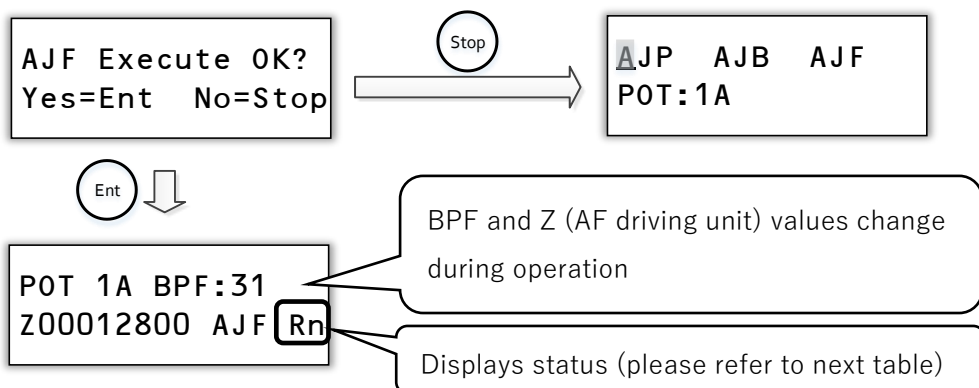 AJF Execute OK?
Yes=Ent No=Stop
Stop
AJP AJB AJF
POT:1A
Ent
BPF and Z (AF driving unit) values change
during operation
POT 1A BPF:31
Z00012800 AJF Rn
Displays status (please refer to next table)